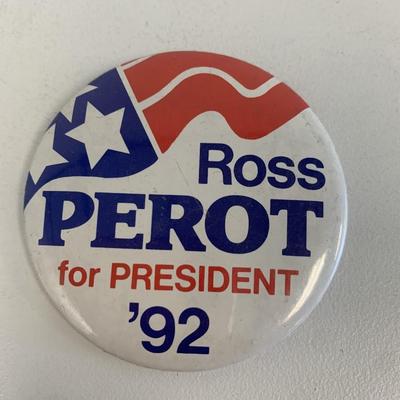 Ross
PEROT
for PRESIDENT
'92